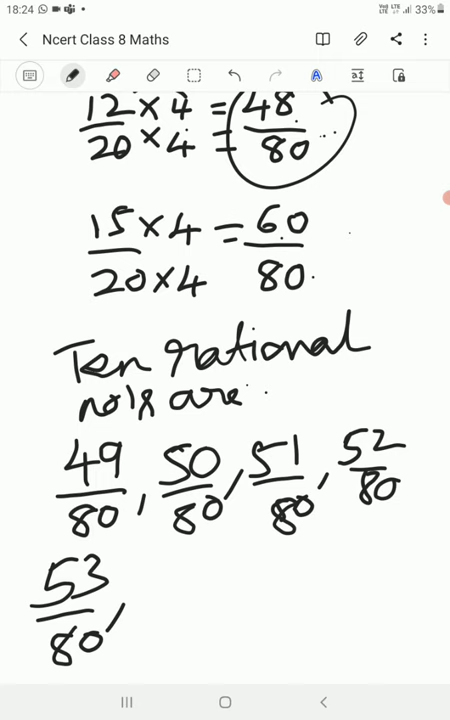 18:24 33%
Ncert Class 8 Maths
12 × 4 = 48
20 × 4 = 80
15 × 4 = 60
20 × 4 80
Ten rational
no's are
49/80, 50/80, 51/80, 52/80
53/80,